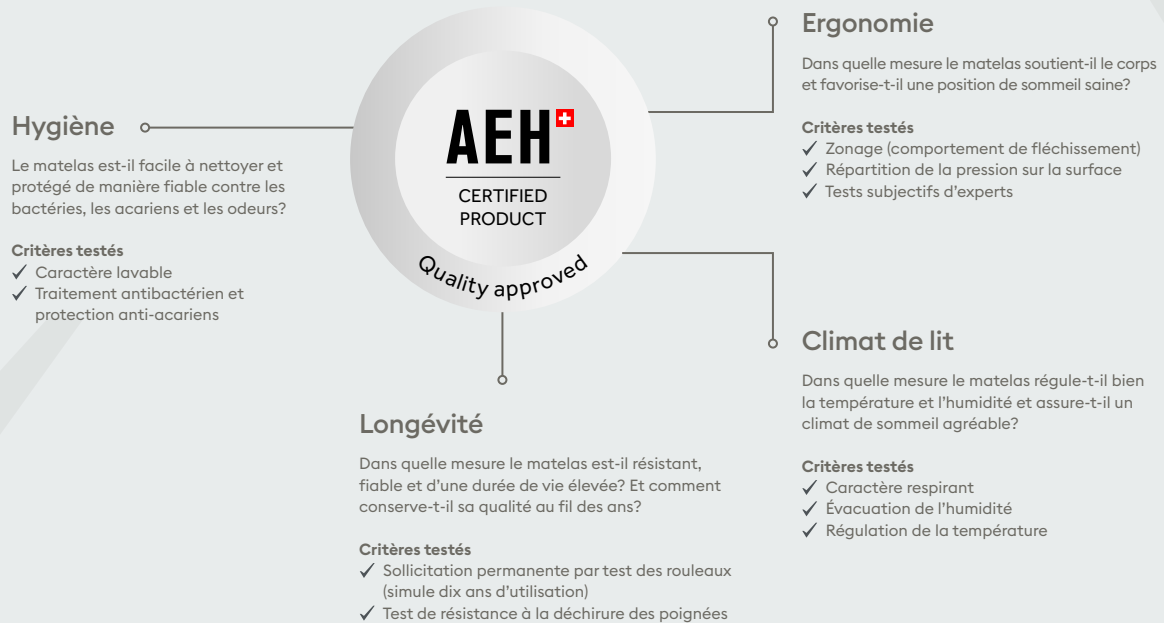 Hygiène
Le matelas est-il facile à nettoyer et
protégé de manière fiable contre les
bactéries, les acariens et les odeurs?
Critères testés
Caractère lavable
Traitement antibactérien et
protection anti-acariens
AEH
CERTIFIED
PRODUCT
Quality approved
Ergonomie
Dans quelle mesure le matelas soutient-il le corps
et favorise-t-il une position de sommeil saine?
Critères testés
Zonage (comportement de fléchissement)
Répartition de la pression sur la surface
Tests subjectifs d'experts
Climat de lit
Dans quelle mesure le matelas régule-t-il bien
la température et l'humidité et assure-t-il un
climat de sommeil agréable?
Critères testés
Caractère respirant
Évacuation de l'humidité
Régulation de la température
Longévité
Dans quelle mesure le matelas est-il résistant,
fiable et d'une durée de vie élevée? Et comment
conserve-t-il sa qualité au fil des ans?
Critères testés
Sollicitation permanente par test des rouleaux
(simule dix ans d'utilisation)
Test de résistance à la déchirure des poignées